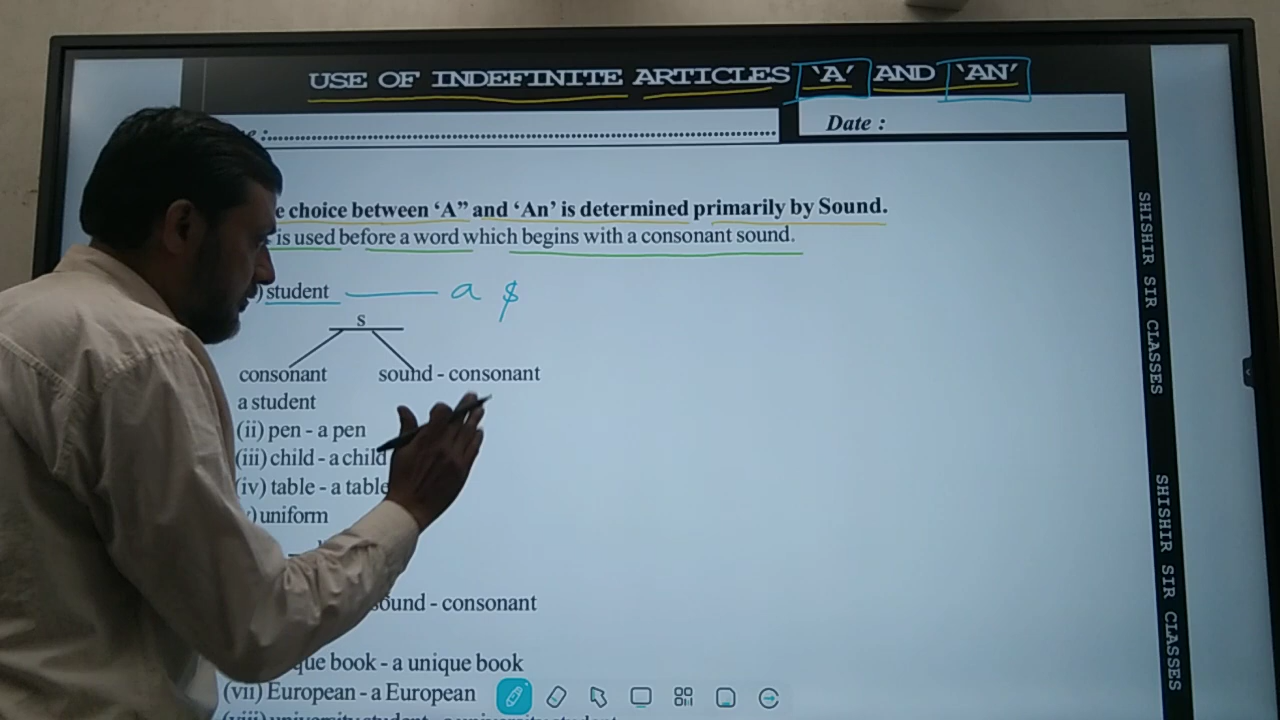 USE OF INDEFINITE ARTICLES 'A' AND 'AN'
:............................................................
Date :
choice between 'A" and 'An' is determined primarily by Sound.
is used before a word which begins with a consonant sound.
student a
s
consonant sound - consonant
a student
(ii) pen - a pen
(iii) child - a child
(iv) table - a table
uniform
sound - consonant
book - a unique book
(vii) European - a European
SHISHIR SIR CLASSES
SHISHIR SIR CLASSES